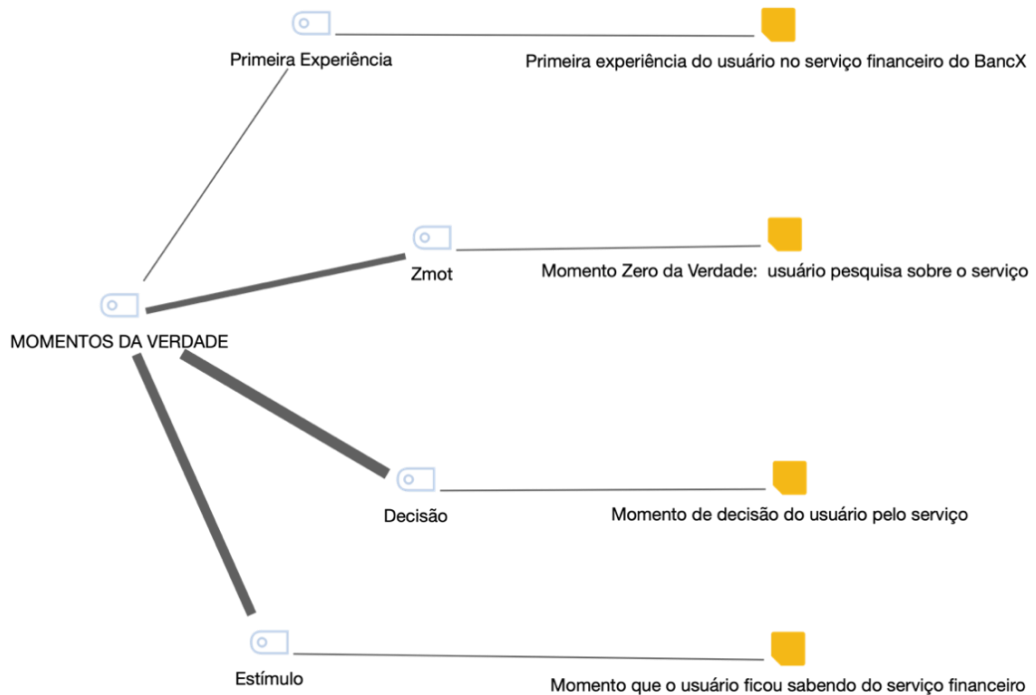 Primeira Experiência
Primeira experiência do usuário no serviço financeiro do BancX
Zmot
Momento Zero da Verdade:  usuário pesquisa sobre o serviço
MOMENTOS DA VERDADE
Decisão
Momento de decisão do usuário pelo serviço
Estímulo
Momento que o usuário ficou sabendo do serviço financeiro